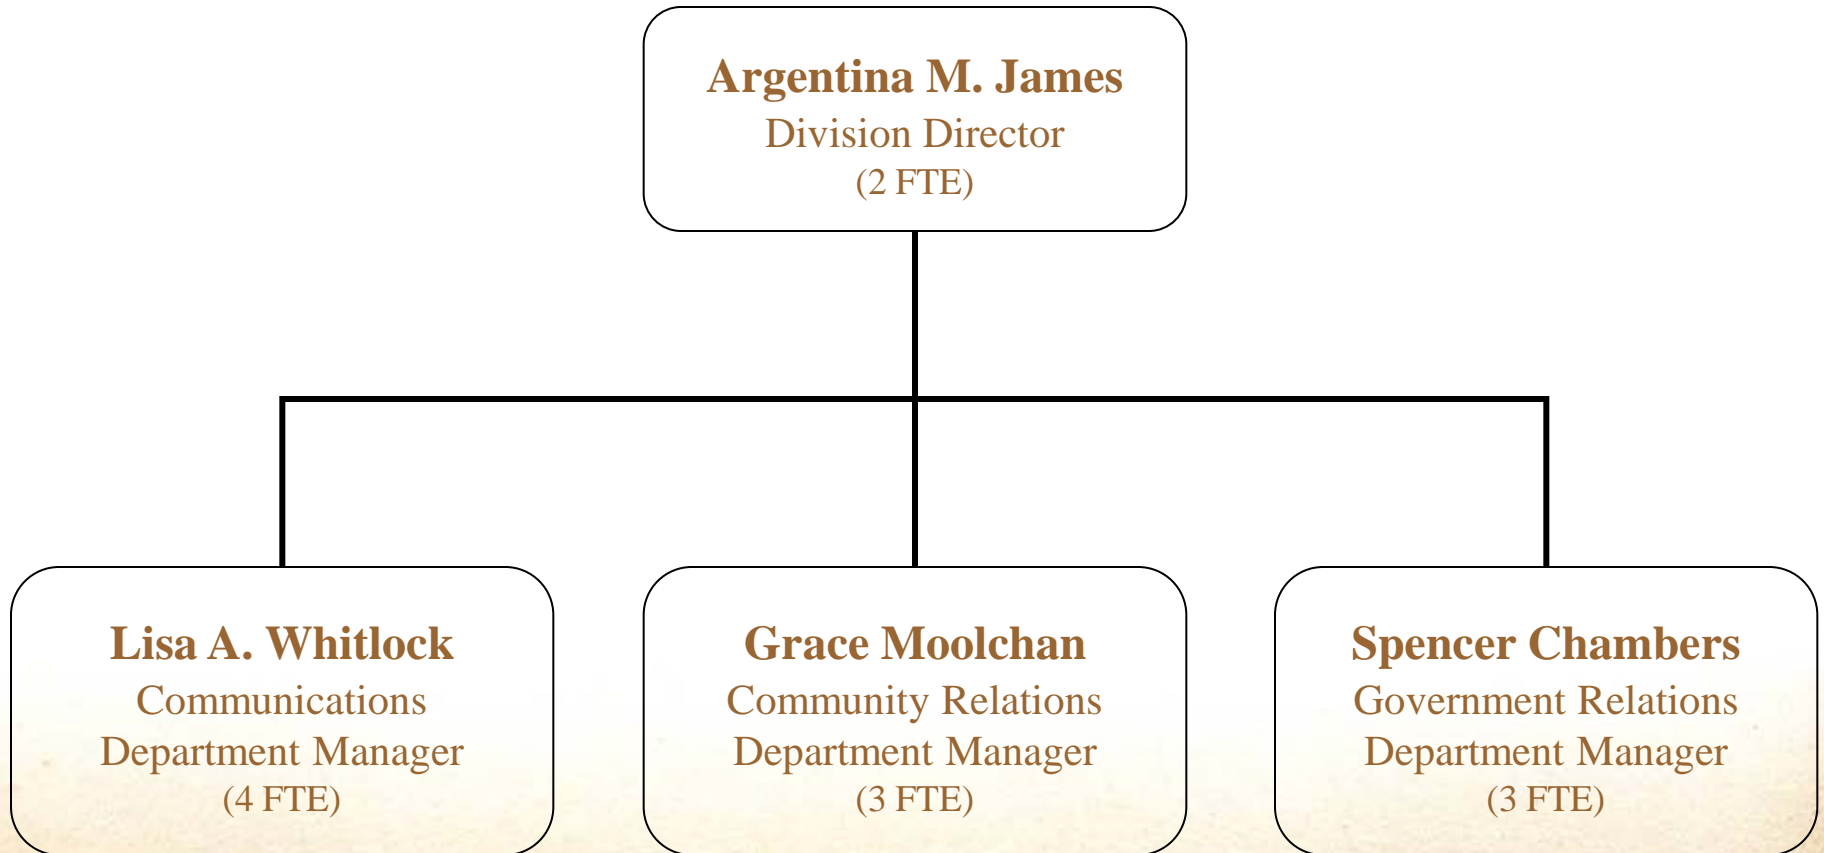 Argentina M. James
Division Director
(2 FTE)
Lisa A. Whitlock
Communications
Department Manager
(4 FTE)
Grace Moolchan
Community Relations
Department Manager
(3 FTE)
Spencer Chambers
Government Relations
Department Manager
(3 FTE)